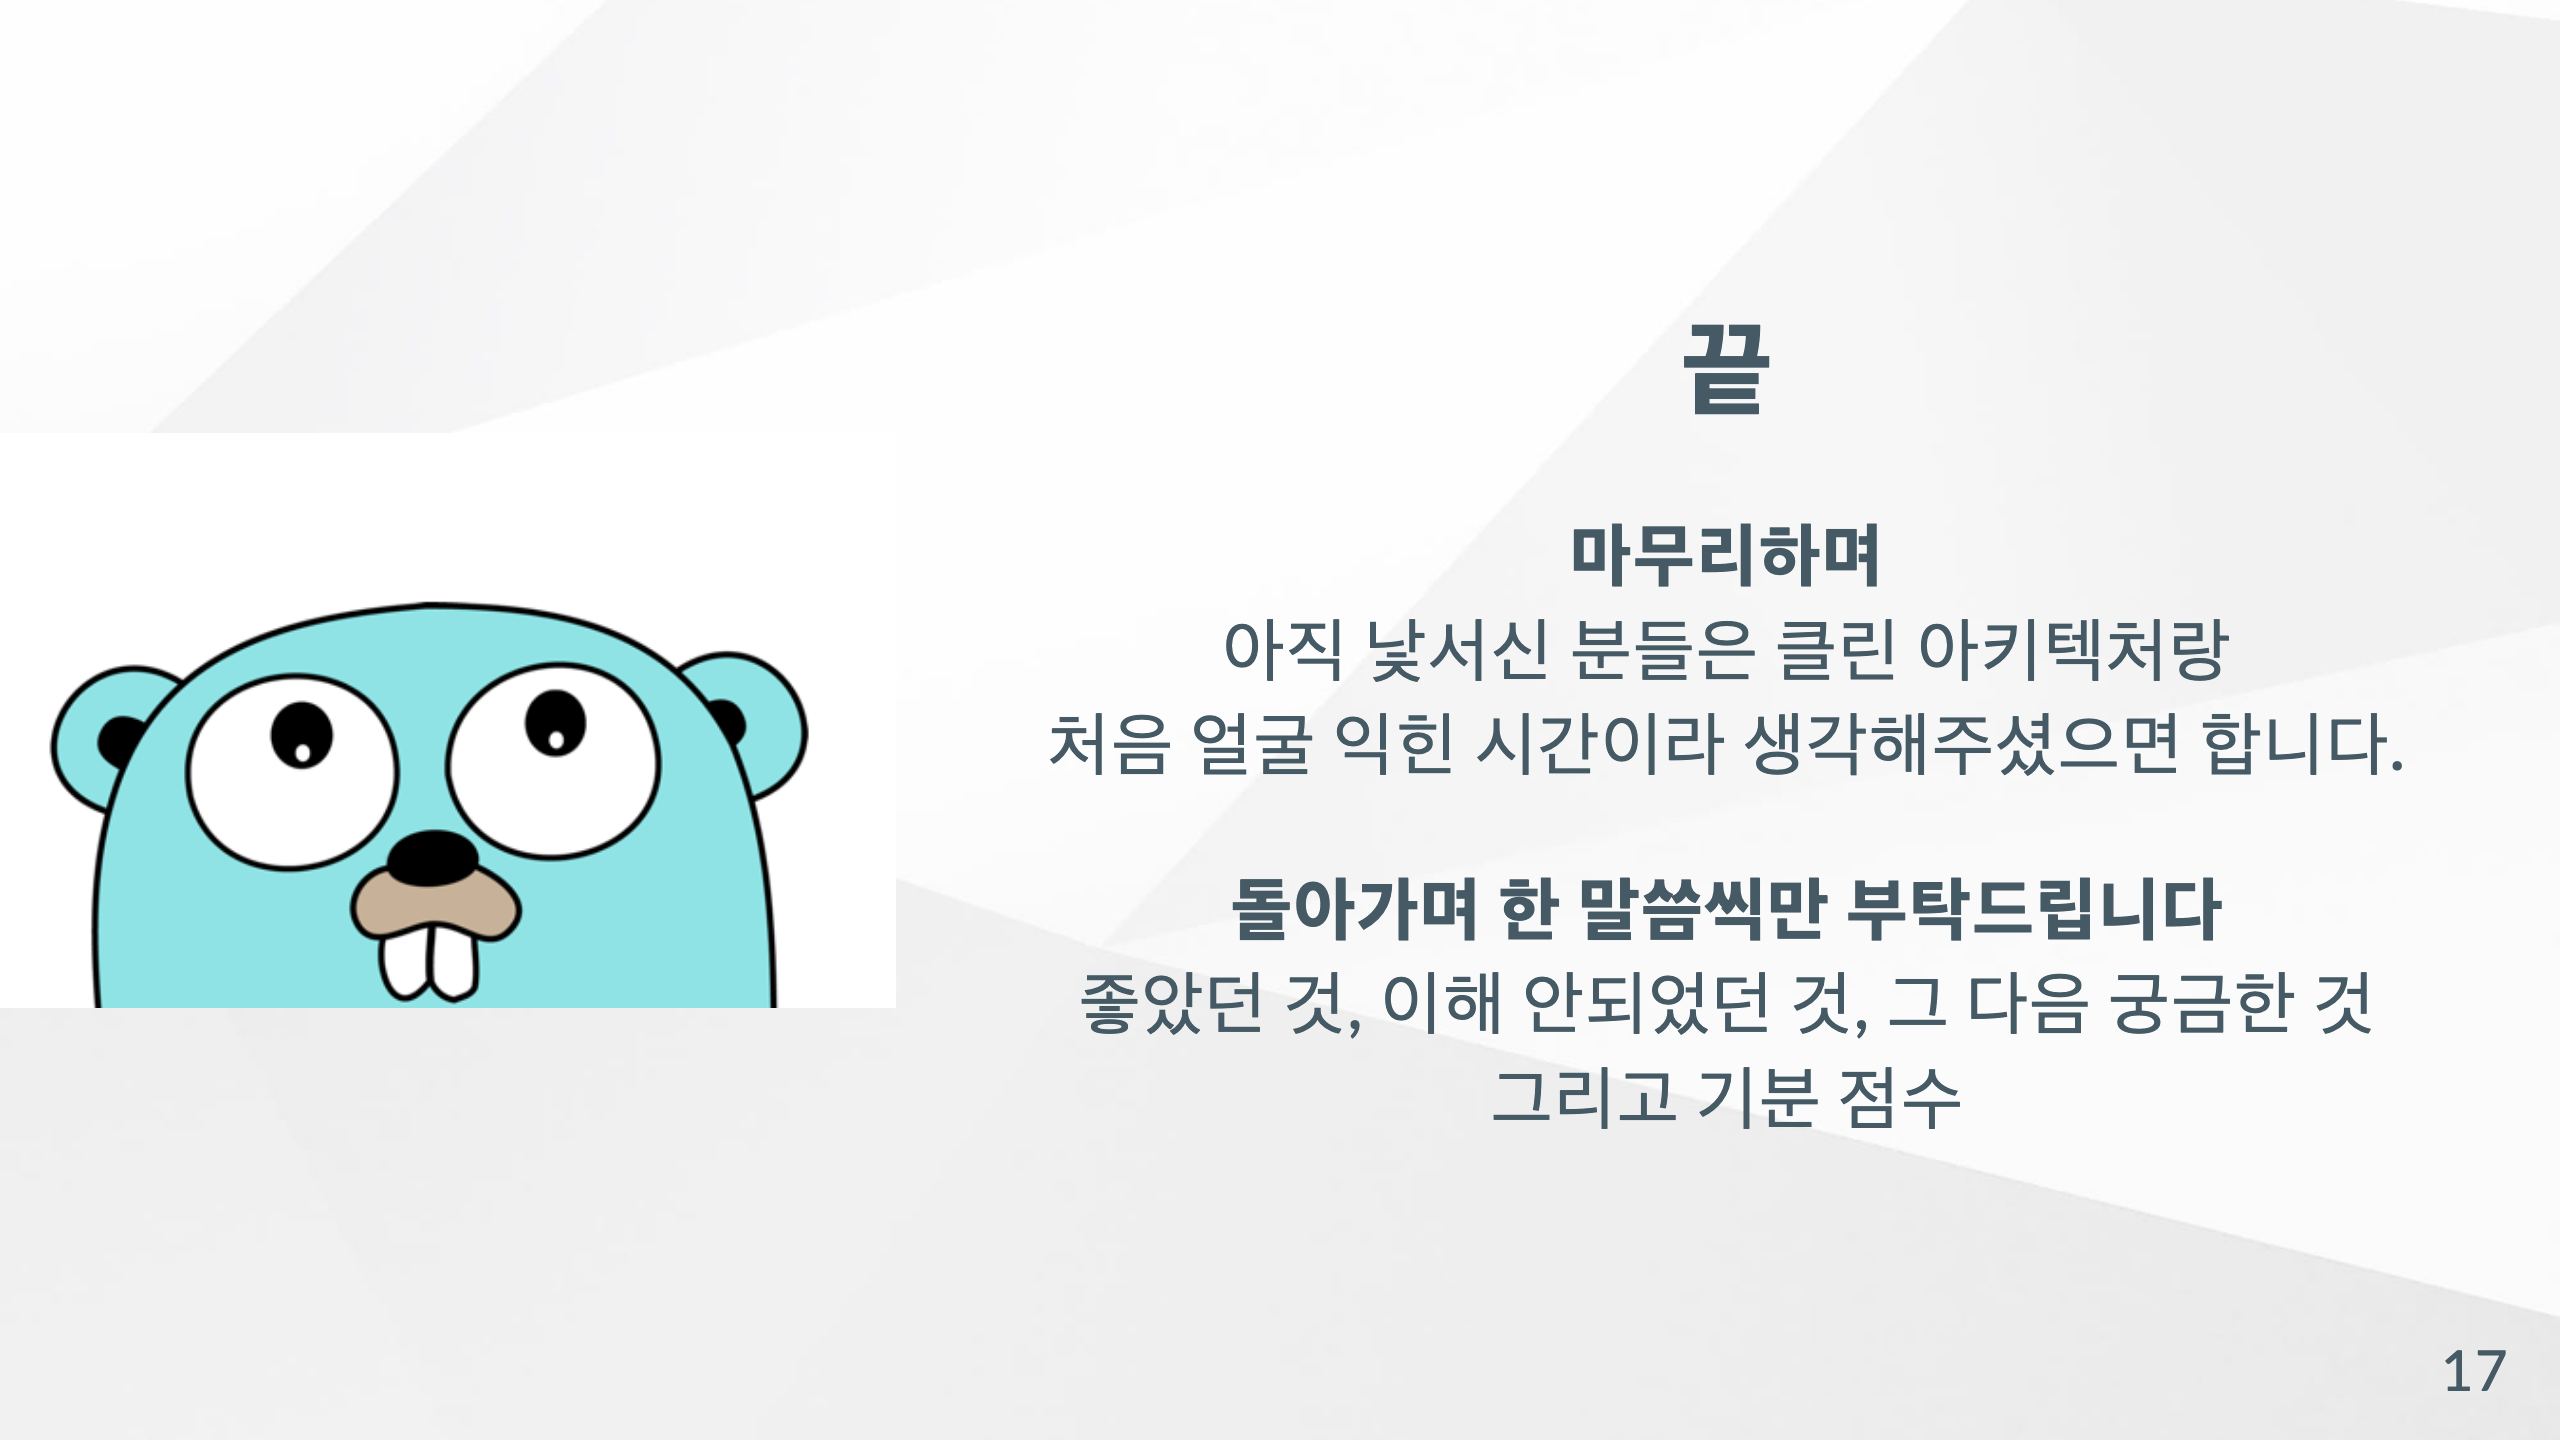 끝
마무리하며
아직 낯서신 분들은 클린 아키텍처랑
처음 얼굴 익힌 시간이라 생각해주셨으면 합니다.
돌아가며 한 말씀씩만 부탁드립니다
좋았던 것, 이해 안되었던 것, 그 다음 궁금한 것
그리고 기분 점수
17